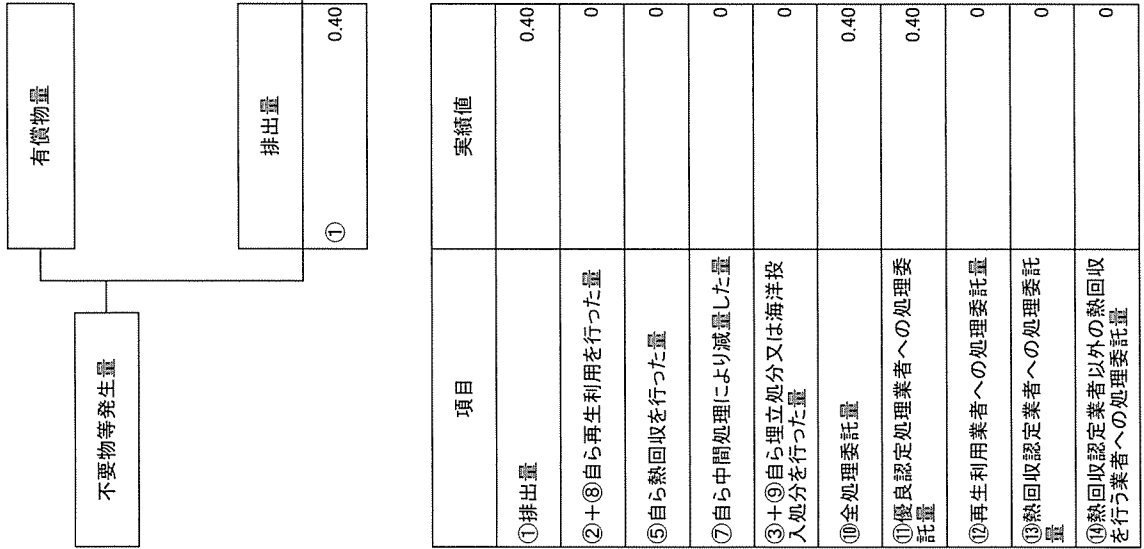 有償物量
不要物等発生量
排出量
① 0.40
項目 実績値
①排出量 0.40
②+⑧自ら再生利用を行った量 0
⑤自ら熱回収を行った量 0
⑦自ら中間処理により減量した量 0
③+⑨自ら埋立処分又は海洋投
入処分を行った量 0
⑩全処理委託量 0.40
⑪優良認定処理業者への処理委
託量 0.40
⑫再生利用業者への処理委託量 0
⑬熱回収認定業者への処理委託
量 0
⑭熱回収認定業者以外の熱回収
を行う業者への処理委託量 0